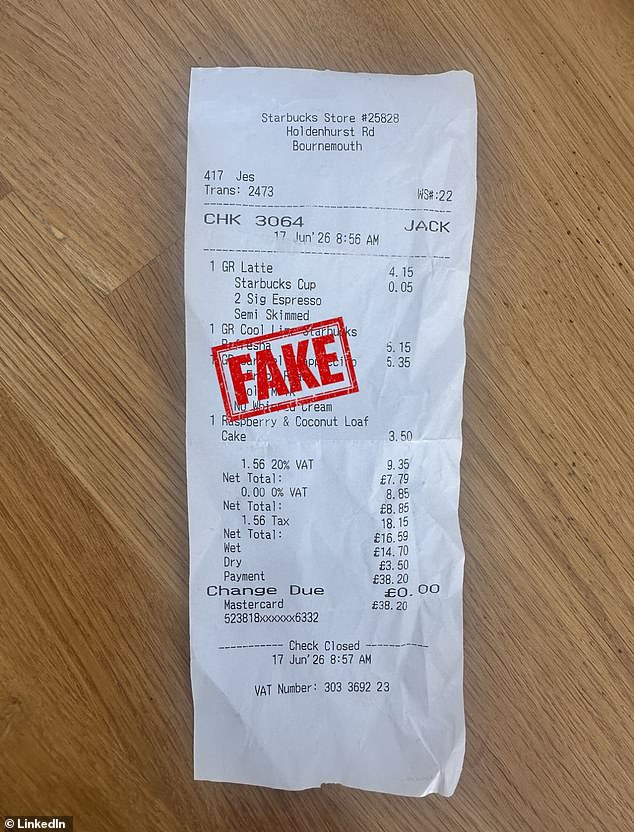 Starbucks Store #25828
Holdenhurst Rd
Bournemouth
417 Jes
Trans: 2473 WS#:22
CHK 3064 JACK
17 Jun'26 8:56 AM
1 GR Latte 4.15
Starbucks Cup 0.05
2 Sig Espresso
Semi Skimmed
1 GR Cool Lime Starbucks
5.15
5.35
FAKE
Cream
1 Raspberry & Coconut Loaf
Cake 3.50
1.56 20% VAT 9.35
Net Total: £7.79
0.00 0% VAT 8.85
Net Total: £8.85
1.56 Tax 18.15
Net Total: £16.59
Wet £14.70
Dry £3.50
Payment £38.20
Change Due £0.00
Mastercard £38.20
523818xxxxxx6332
Check Closed
17 Jun'26 8:57 AM
VAT Number: 303 3692 23
© LinkedIn